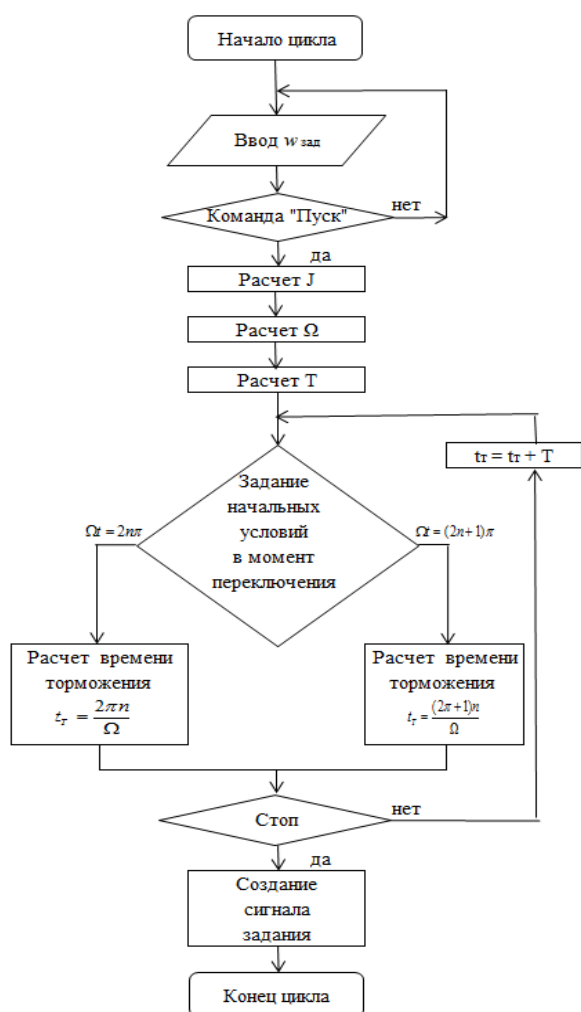 Начало цикла
Ввод w зад
Команда "Пуск"
нет
да
Расчет J
Расчет Ω
Расчет T
tт = tт + T
Задание
начальных
условий
в момент
переключения
Ωt = 2nπ
Ωt = (2n+1)π
Расчет времени
торможения
tт = 2πn / Ω
Расчет времени
торможения
tт = (2π+1)n / Ω
Стоп
нет
да
Создание
сигнала
задания
Конец цикла